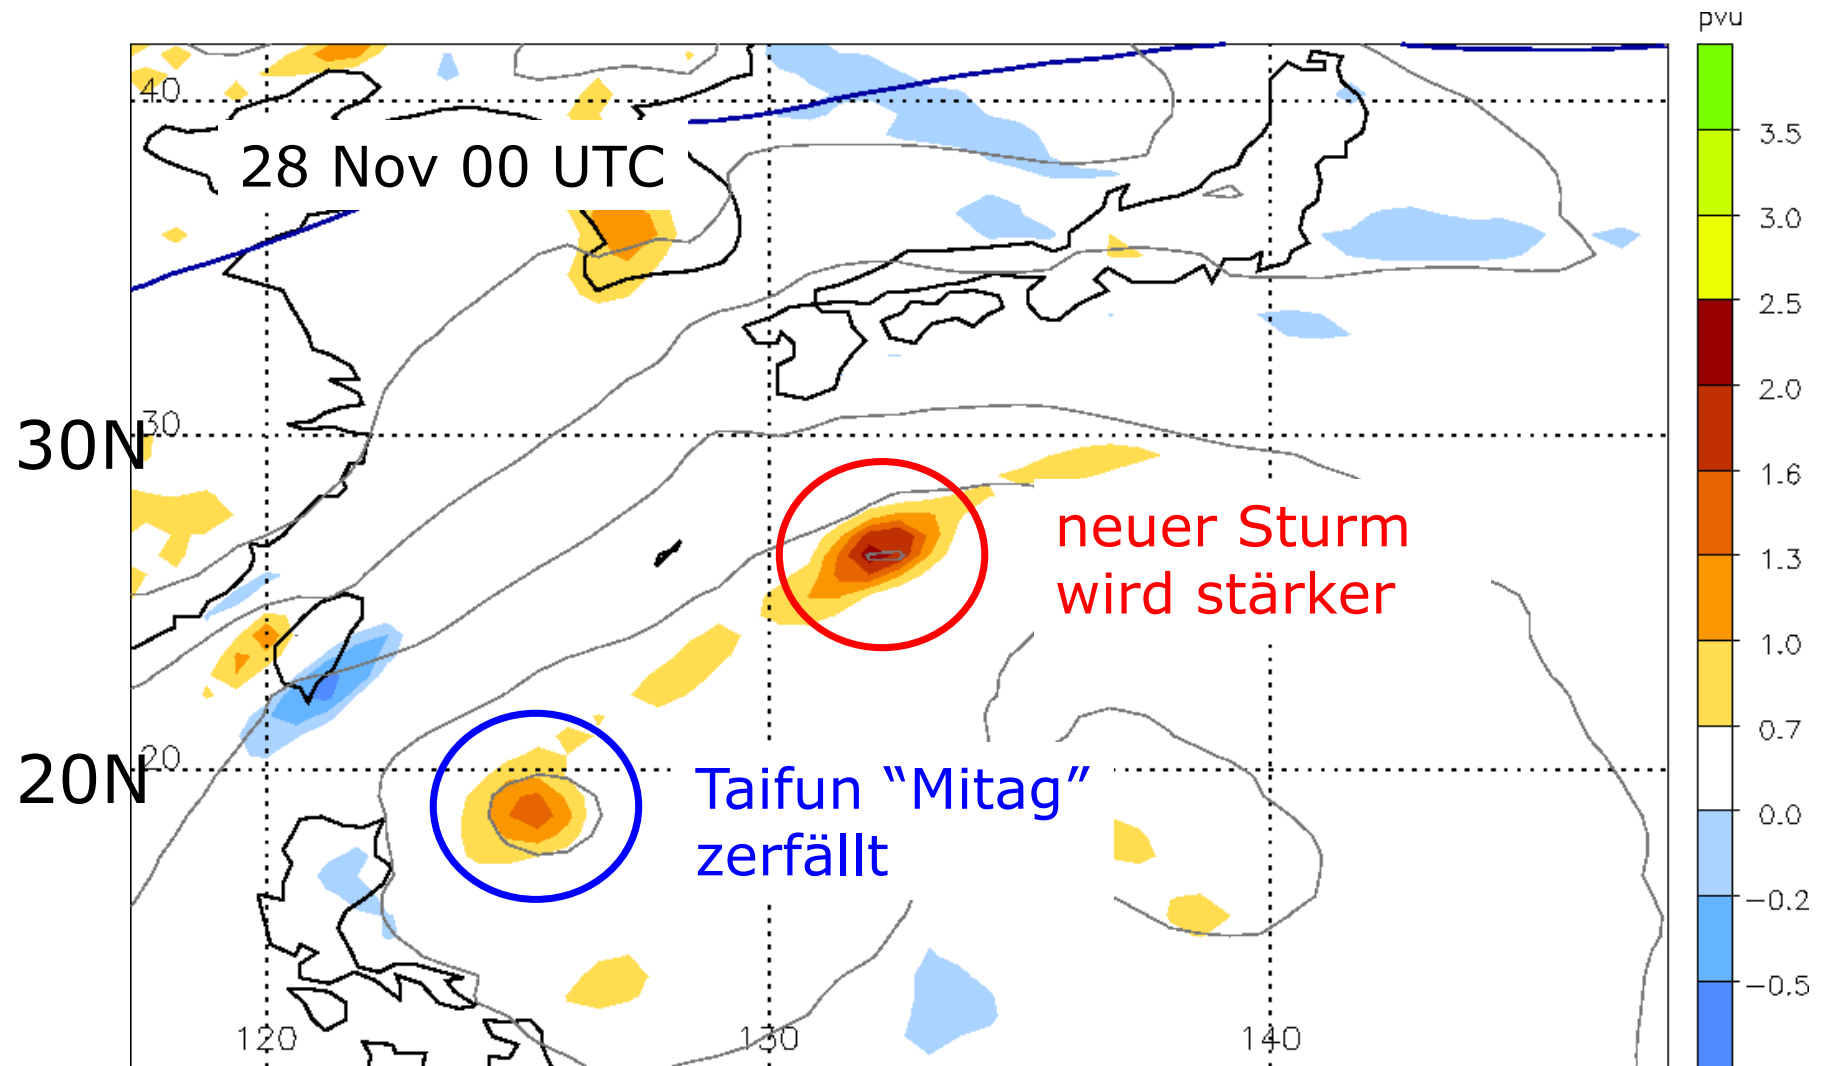 pvu
40
28 Nov 00 UTC
3.5
3.0
2.5
2.0
30N
30
1.6
neuer Sturm
wird stärker
1.3
1.0
0.7
20N
20
Taifun “Mitag”
zerfällt
0.0
−0.2
−0.5
120
130
140